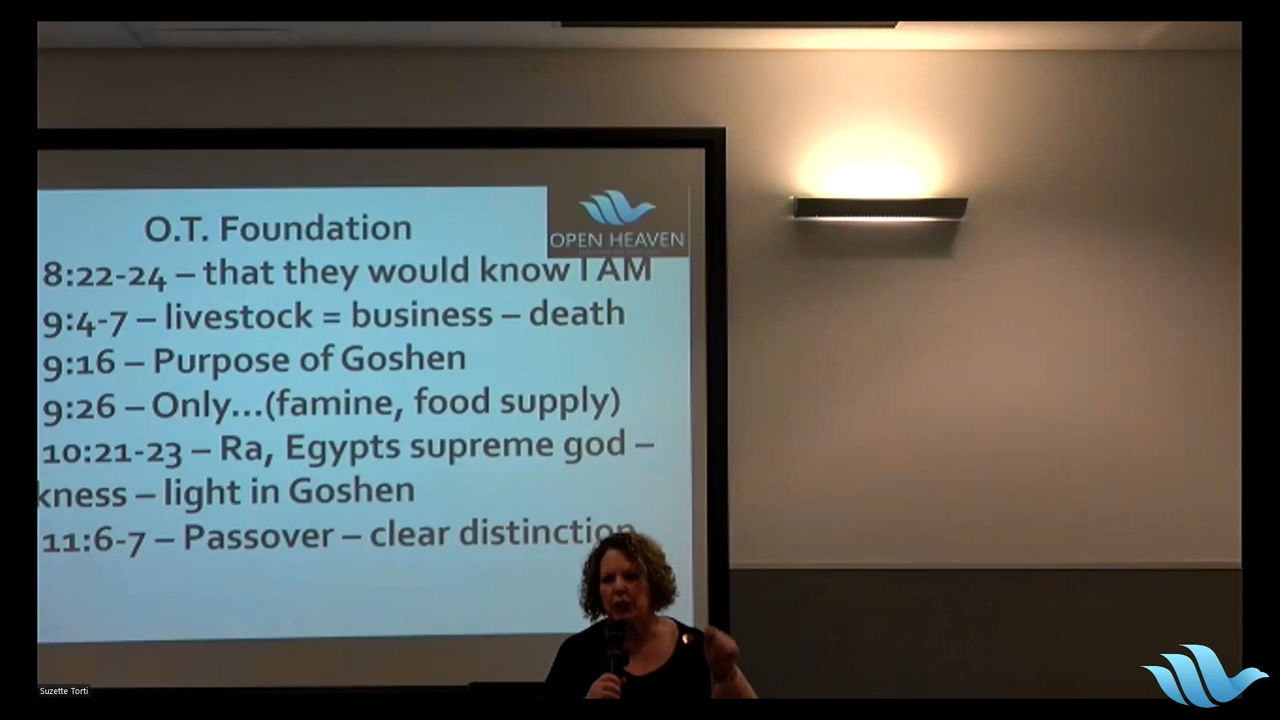 O.T. Foundation
OPEN HEAVEN
8:22-24 – that they would know I AM
9:4-7 – livestock = business – death
9:16 – Purpose of Goshen
9:26 – Only...(famine, food supply)
10:21-23 – Ra, Egypts supreme god –
kness – light in Goshen
11:6-7 – Passover – clear distinction
Suzette Torti